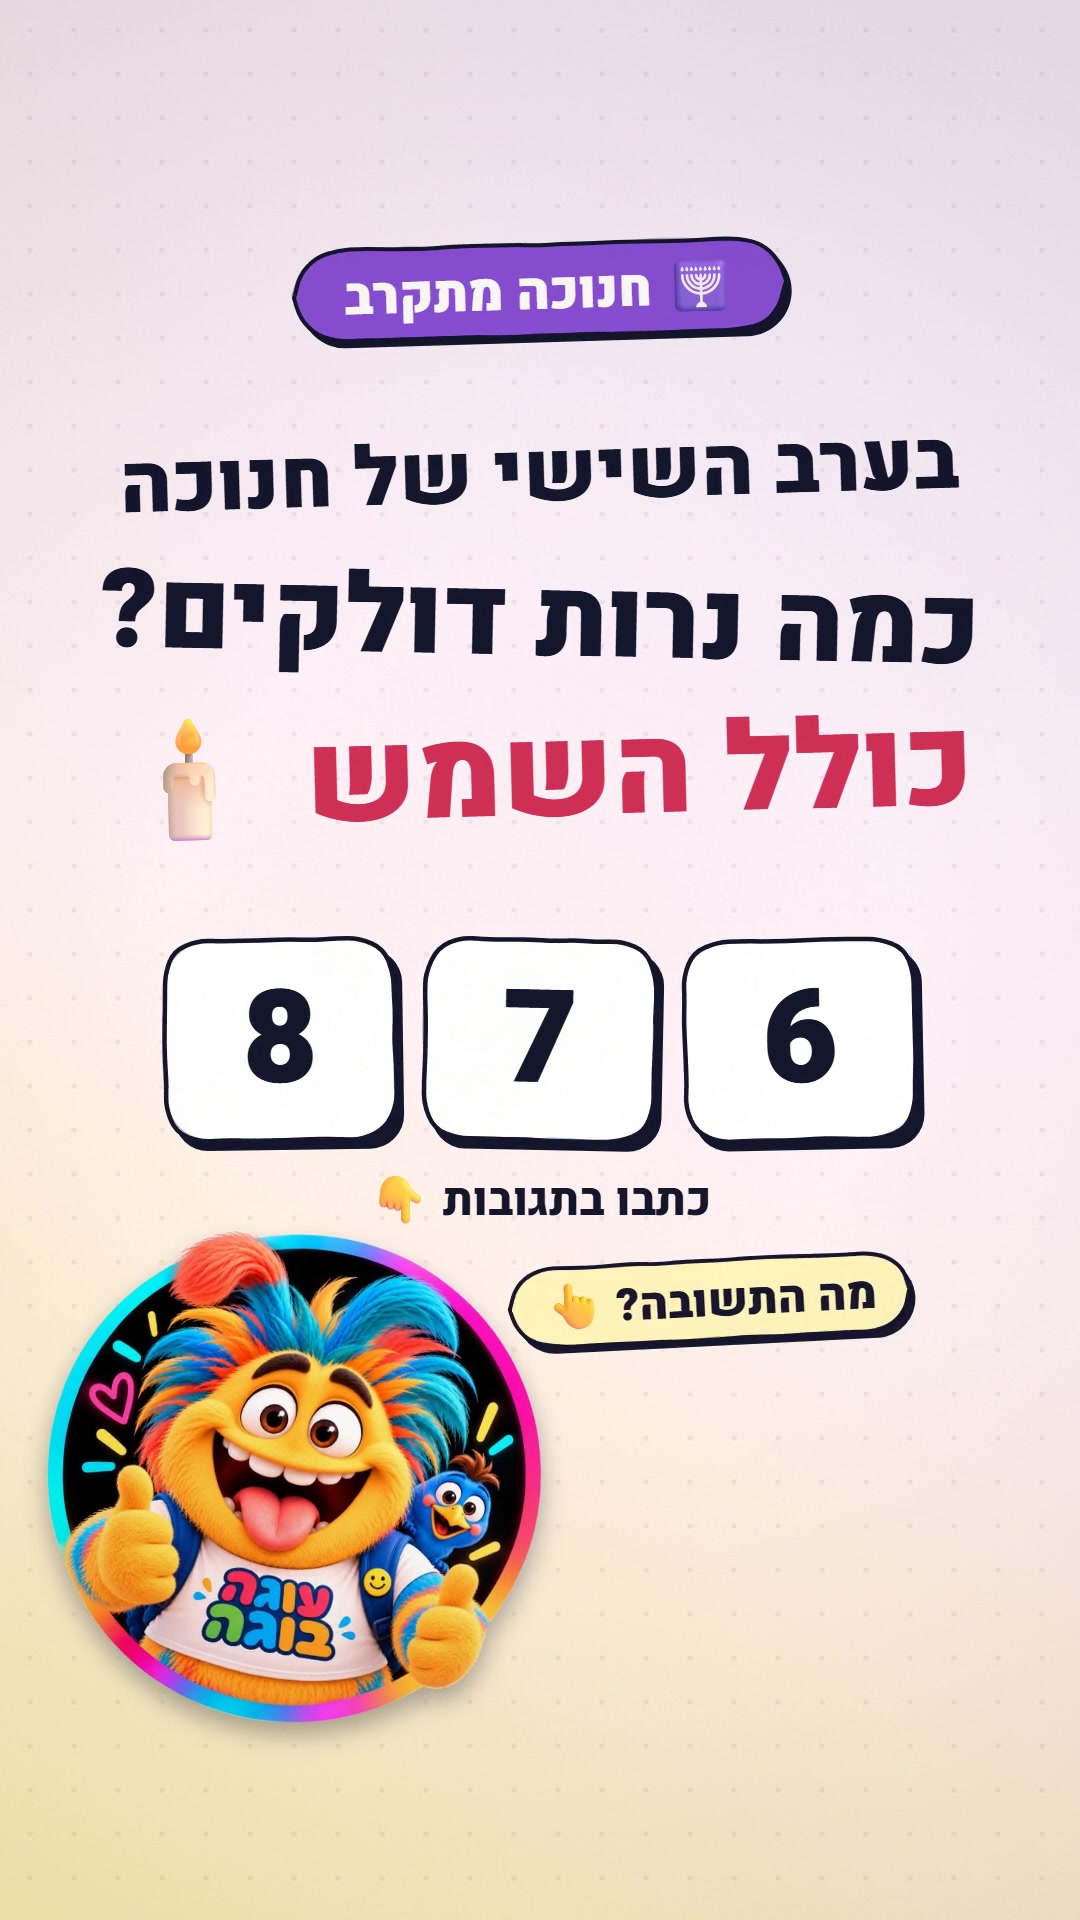 🕎 חנוכה מתקרב
בערב השישי של חנוכה
כמה נרות דולקים?
כולל השמש 🕯️
6 7 8
כתבו בתגובות 👇
מה התשובה? 👆
עוגה
בוגה